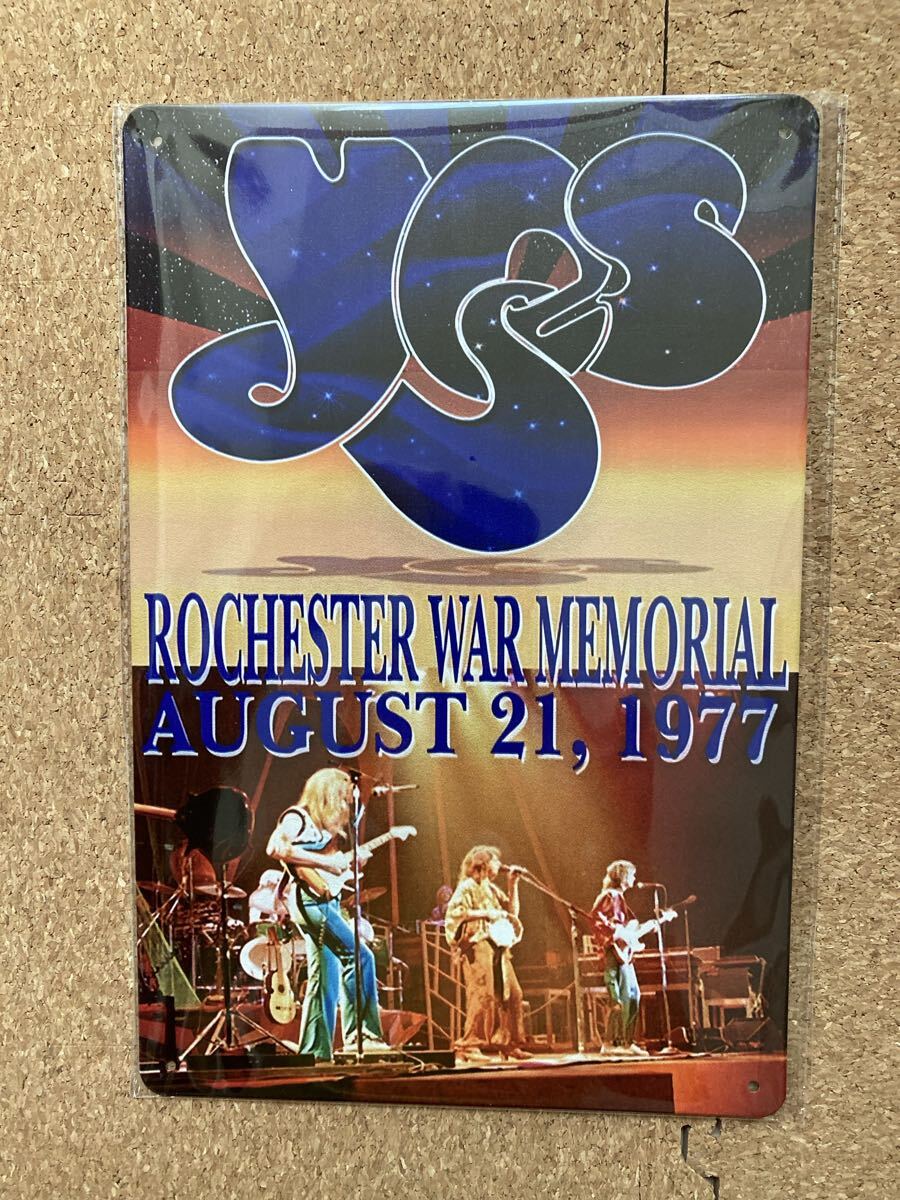 yes
ROCHESTER WAR MEMORIAL
AUGUST 21, 1977